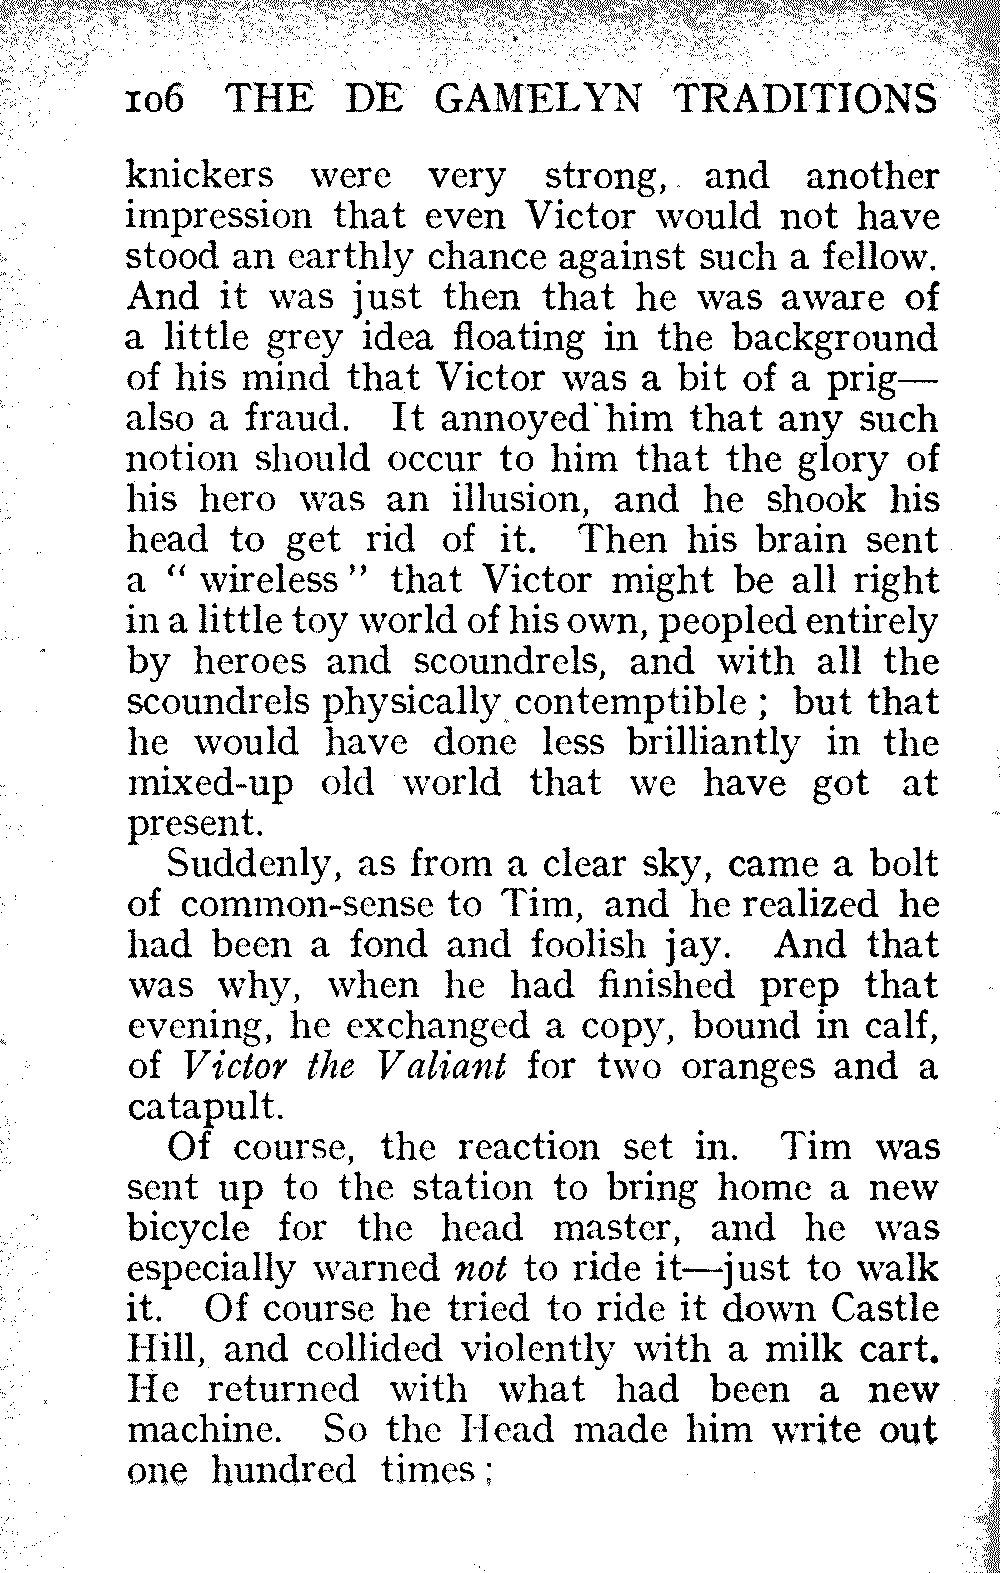 106 THE DE GAMELYN TRADITIONS
knickers were very strong, and another
impression that even Victor would not have
stood an earthly chance against such a fellow.
And it was just then that he was aware of
a little grey idea floating in the background
of his mind that Victor was a bit of a prig—
also a fraud. It annoyed him that any such
notion should occur to him that the glory of
his hero was an illusion, and he shook his
head to get rid of it. Then his brain sent
a “ wireless ” that Victor might be all right
in a little toy world of his own, peopled entirely
by heroes and scoundrels, and with all the
scoundrels physically contemptible ; but that
he would have done less brilliantly in the
mixed-up old world that we have got at
present.
Suddenly, as from a clear sky, came a bolt
of common-sense to Tim, and he realized he
had been a fond and foolish jay. And that
was why, when he had finished prep that
evening, he exchanged a copy, bound in calf,
of Victor the Valiant for two oranges and a
catapult.
Of course, the reaction set in. Tim was
sent up to the station to bring home a new
bicycle for the head master, and he was
especially warned not to ride it—just to walk
it. Of course he tried to ride it down Castle
Hill, and collided violently with a milk cart.
He returned with what had been a new
machine. So the Head made him write out
one hundred times ;